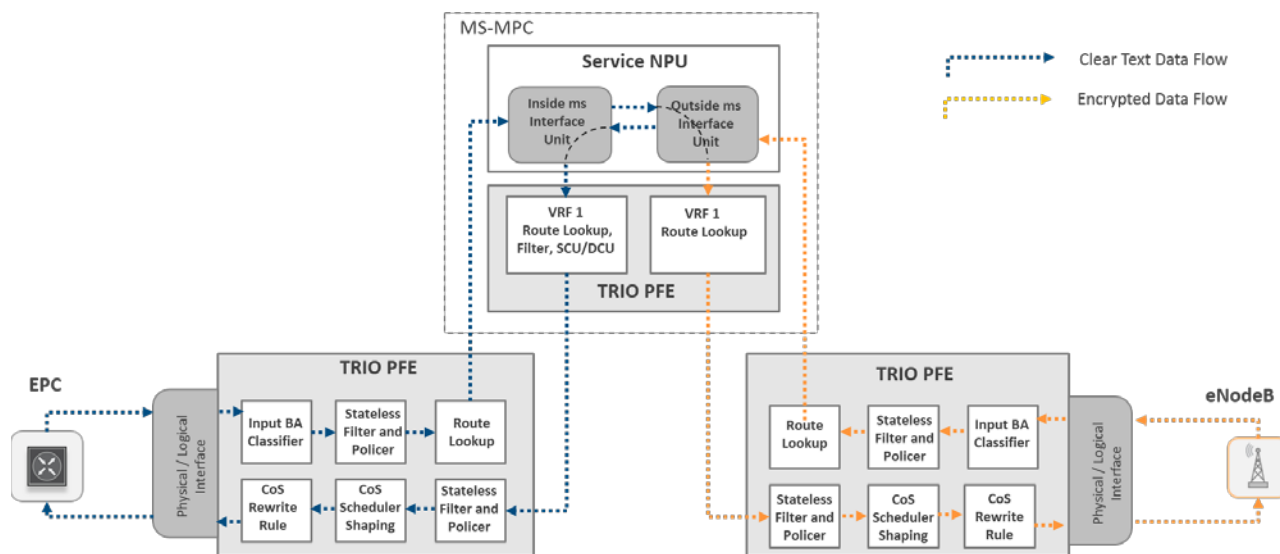 MS-MPC
Service NPU
Inside ms
Interface
Unit
Qutside ms
Interface
Unit
Clear Text Data Flow
Encrypted Data Flow
VRF 1
Route Lookup,
Filter, SCU/DCU
VRF 1
Route Lookup
TRIO PFE
EPC
Physical / Logical
Interface
TRIO PFE
Input BA
Classifier
Stateless
Filter and
Policer
Route
Lookup
CoS
Rewrite
Rule
CoS
Scheduler
Shaping
Stateless
Filter and
Policer
TRIO PFE
Route
Lookup
Stateless
Filter and
Policer
Input BA
Classifier
Stateless
Filter and
Policer
CoS
Scheduler
Shaping
CoS
Rewrite
Rule
Physical / Logical
Interface
eNodeB